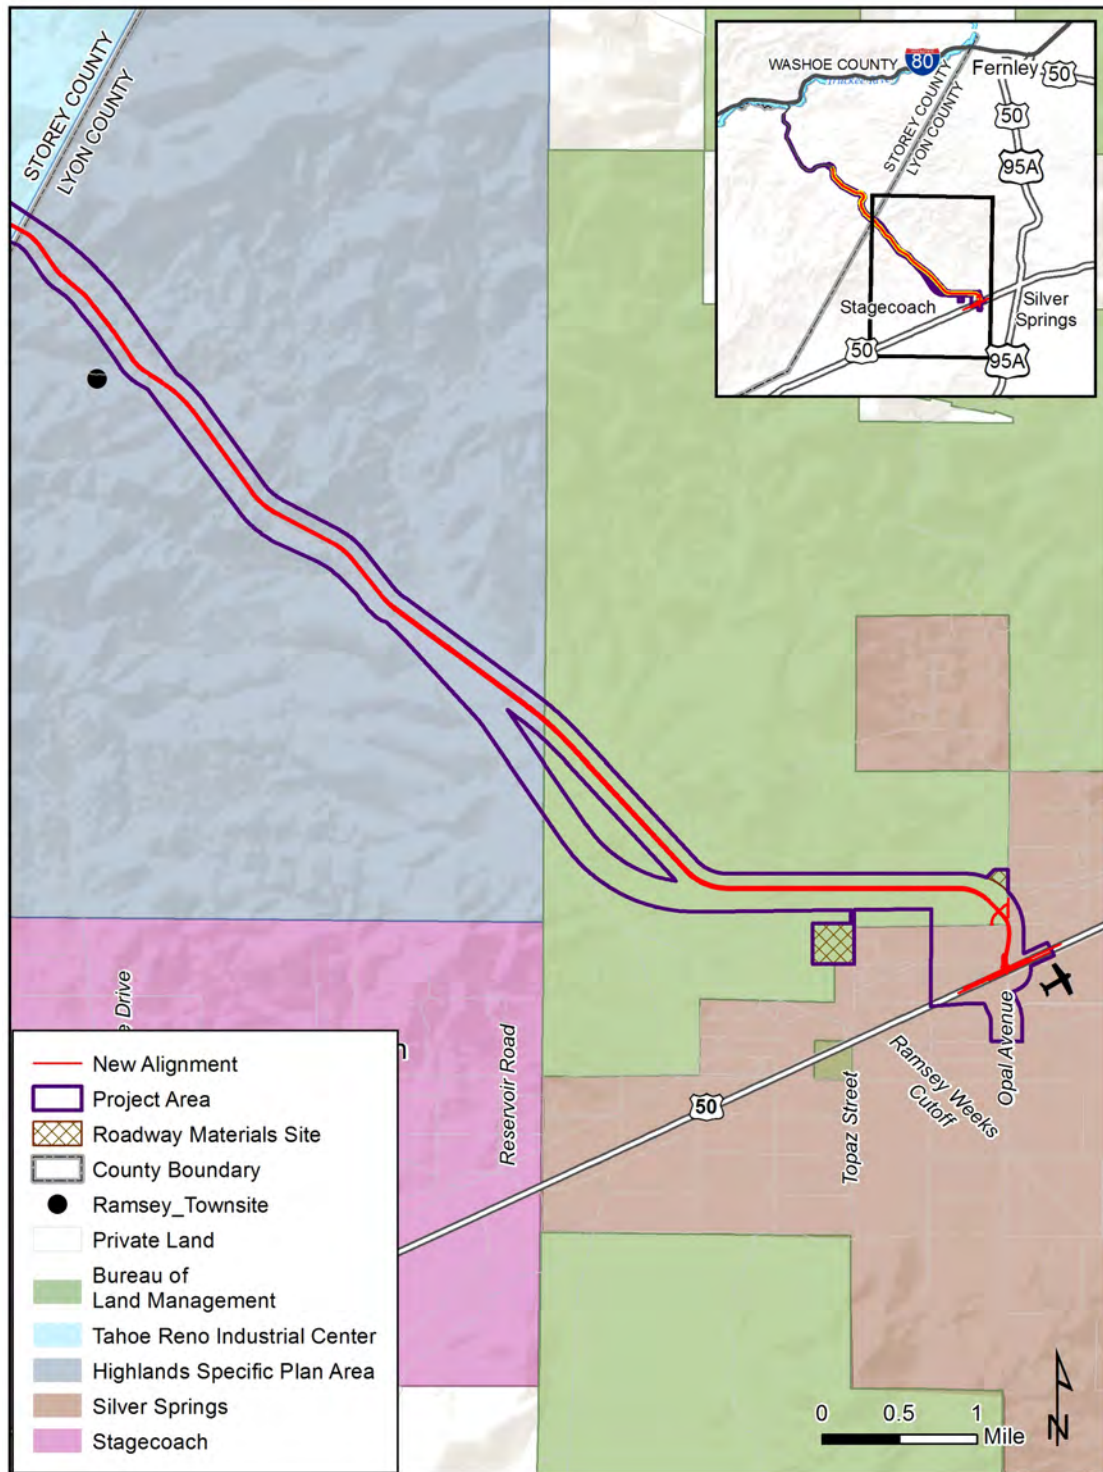 STOREY COUNTY
LYON COUNTY
WASHOE COUNTY
80
Fernley
50
Truckee River
50
STOREY COUNTY
LYON COUNTY
95A
Stagecoach
Silver
Springs
50
95A
e Drive
Reservoir Road
50
Topaz Street
Ramsey Weeks
Cutoff
Opal Avenue
New Alignment
Project Area
Roadway Materials Site
County Boundary
Ramsey_Townsite
Private Land
Bureau of
Land Management
Tahoe Reno Industrial Center
Highlands Specific Plan Area
Silver Springs
Stagecoach
0 0.5 1
Mile
N